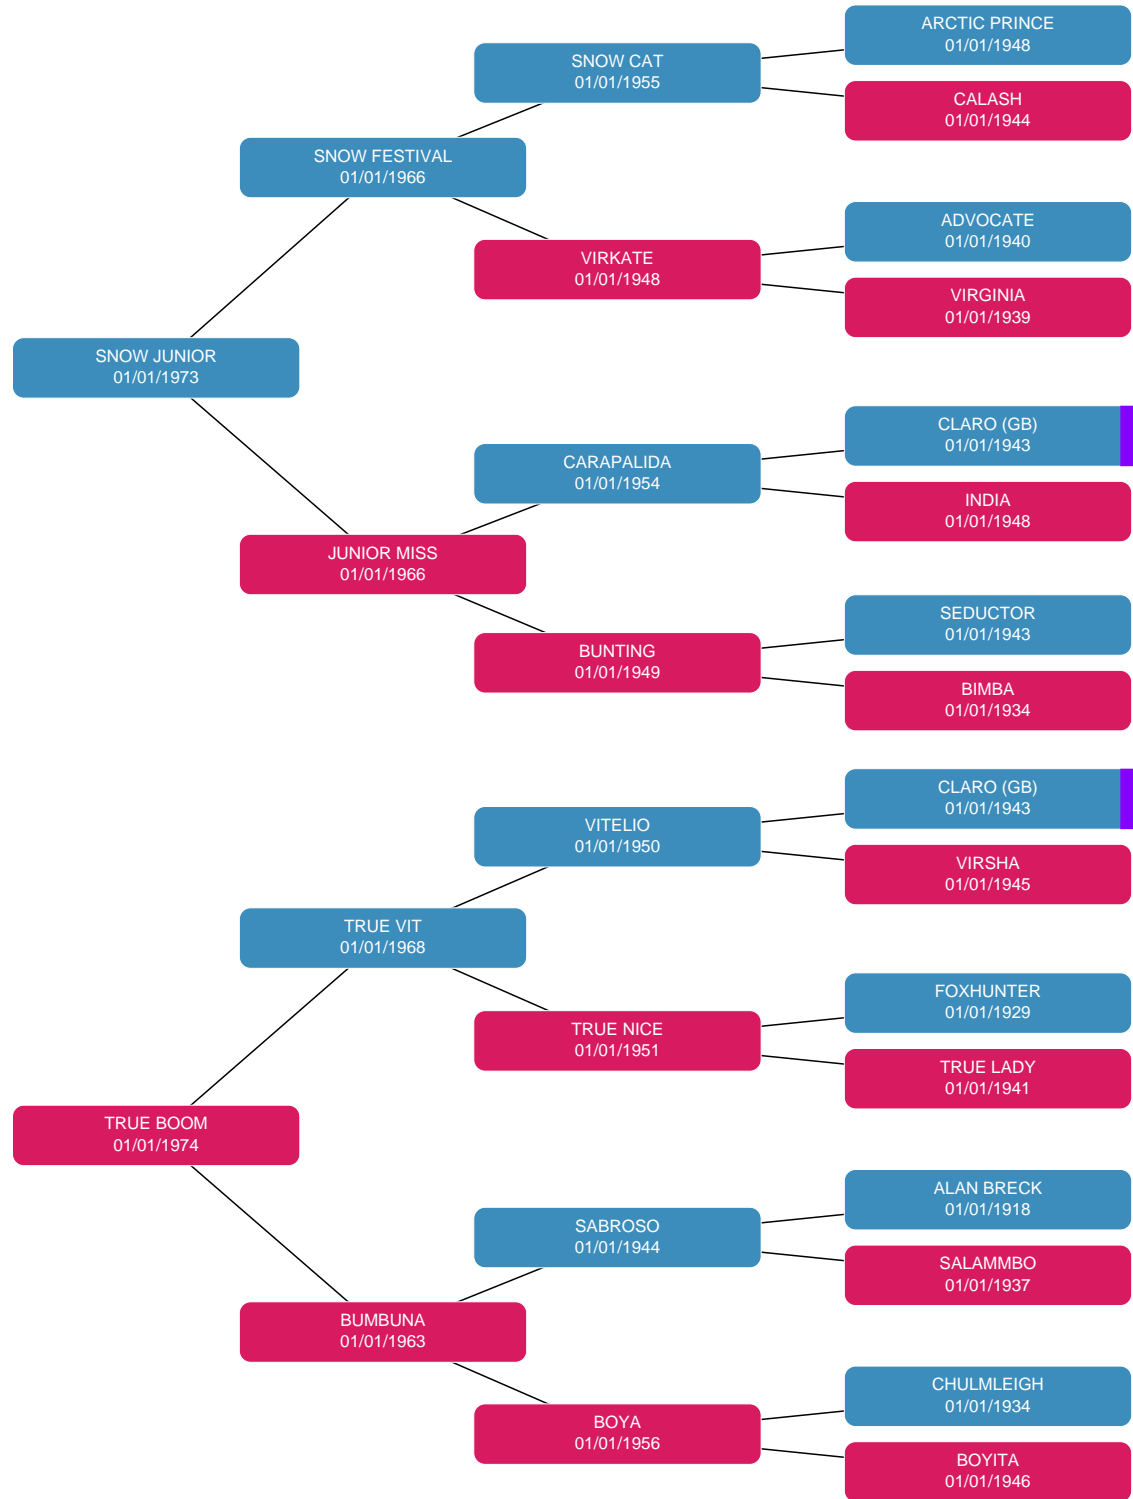 ARCTIC PRINCE
01/01/1948
SNOW CAT
01/01/1955
CALASH
01/01/1944
SNOW FESTIVAL
01/01/1966
ADVOCATE
01/01/1940
VIRKATE
01/01/1948
VIRGINIA
01/01/1939
SNOW JUNIOR
01/01/1973
CLARO (GB)
01/01/1943
CARAPALIDA
01/01/1954
INDIA
01/01/1948
JUNIOR MISS
01/01/1966
SEDUCTOR
01/01/1943
BUNTING
01/01/1949
BIMBA
01/01/1934
CLARO (GB)
01/01/1943
VITELIO
01/01/1950
VIRSHA
01/01/1945
TRUE VIT
01/01/1968
FOXHUNTER
01/01/1929
TRUE NICE
01/01/1951
TRUE LADY
01/01/1941
TRUE BOOM
01/01/1974
ALAN BRECK
01/01/1918
SABROSO
01/01/1944
SALAMMBO
01/01/1937
BUMBUNA
01/01/1963
CHULMLEIGH
01/01/1934
BOYA
01/01/1956
BOYITA
01/01/1946